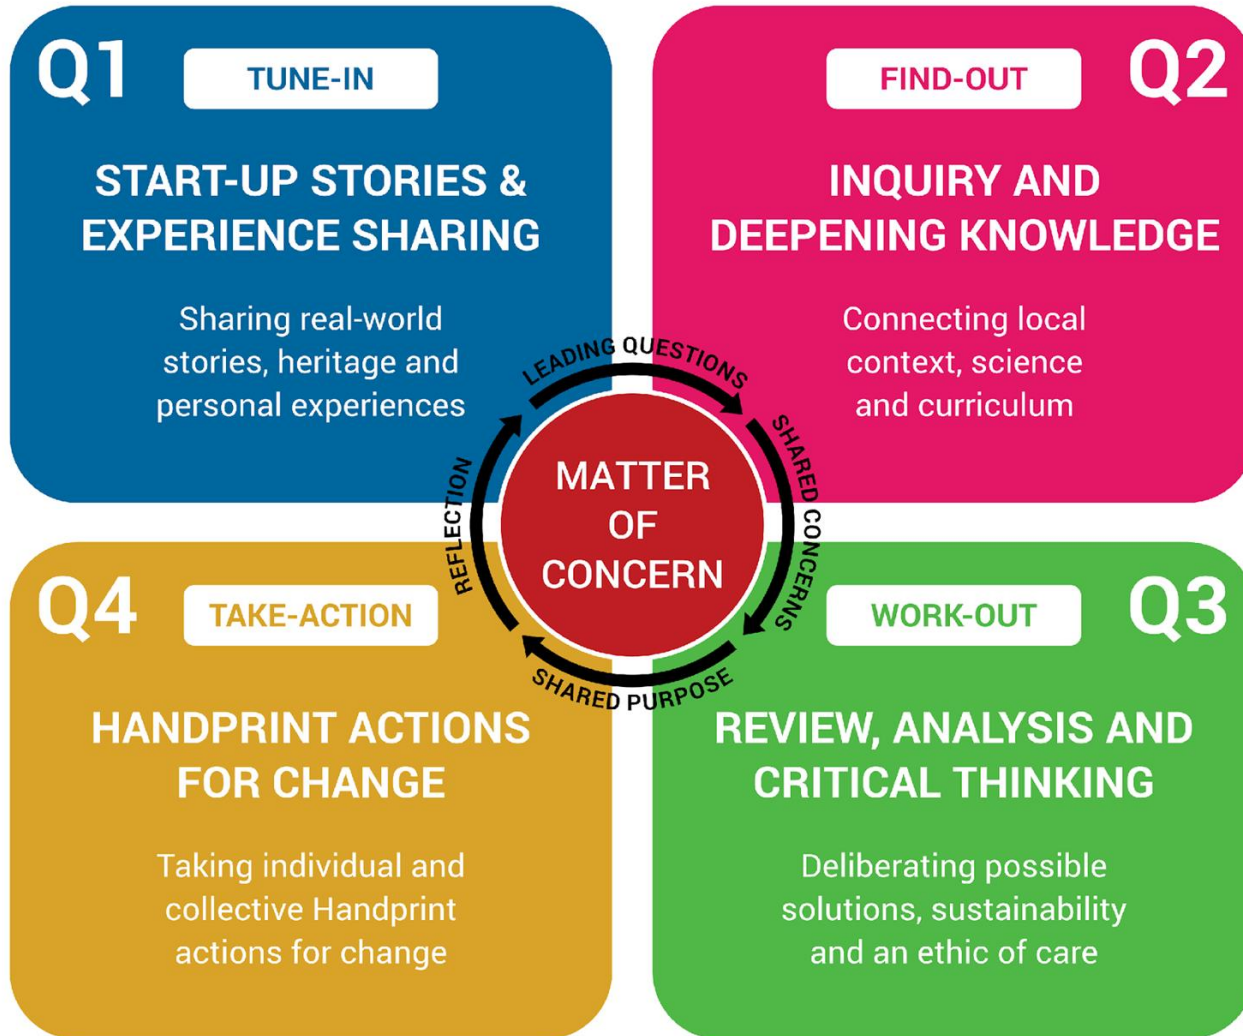 Q1
TUNE-IN
START-UP STORIES &
EXPERIENCE SHARING
Sharing real-world
stories, heritage and
personal experiences
FIND-OUT
Q2
INQUIRY AND
DEEPENING KNOWLEDGE
Connecting local
context, science
and curriculum
LEADING QUESTIONS
SHARED CONCERNS
SHARED PURPOSE
REFLECTION
MATTER
OF
CONCERN
WORK-OUT
Q3
REVIEW, ANALYSIS AND
CRITICAL THINKING
Deliberating possible
solutions, sustainability
and an ethic of care
Q4
TAKE-ACTION
HANDPRINT ACTIONS
FOR CHANGE
Taking individual and
collective Handprint
actions for change